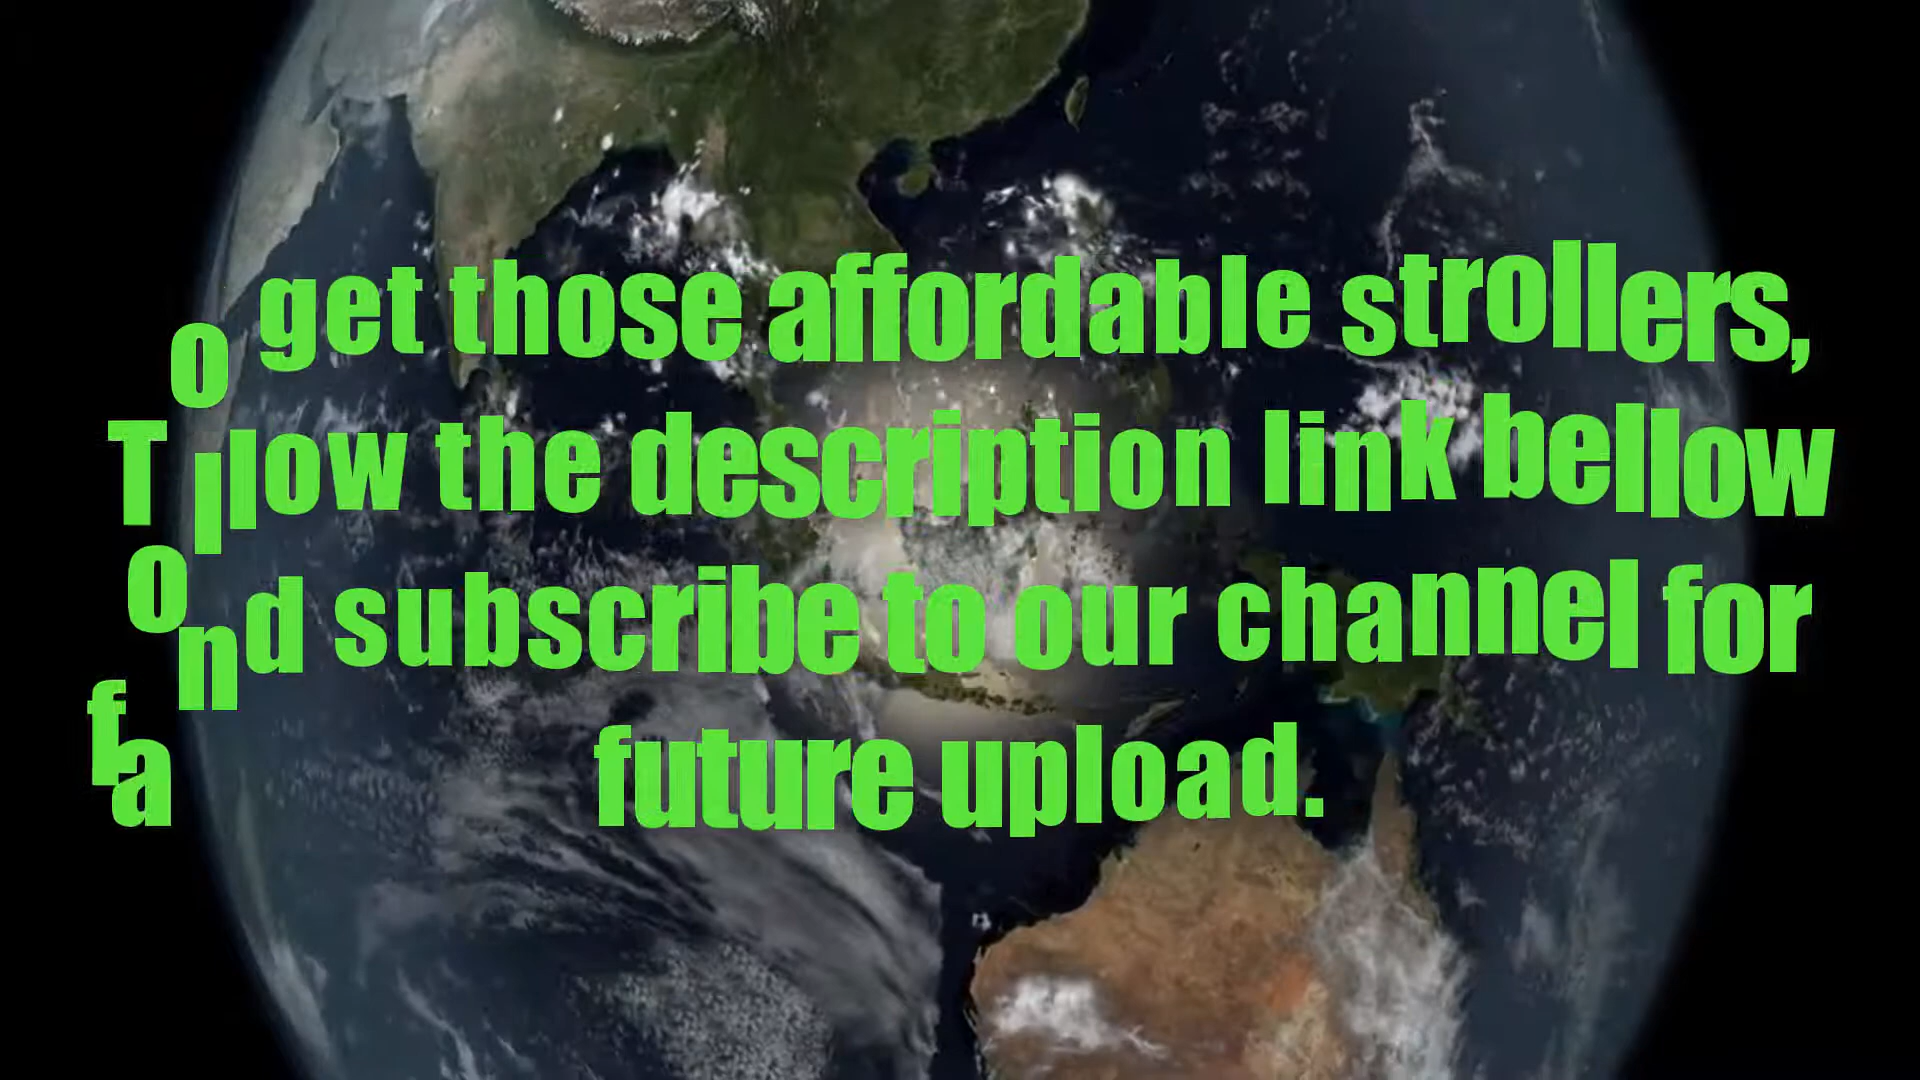 To get those affordable strollers,
follow the description link bellow
and subscribe to our channel for
future upload.